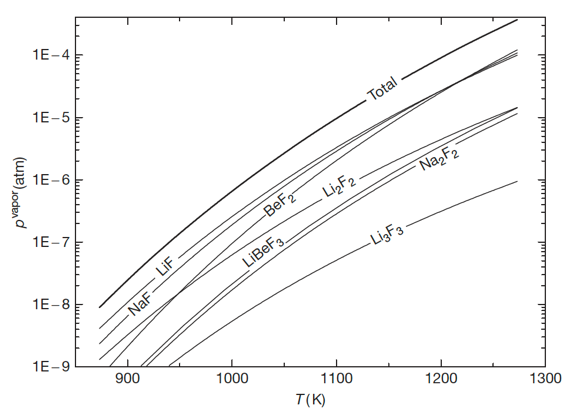 1E−4
1E−5
1E−6
1E−7
1E−8
1E−9
p^vapor (atm)
Total
LiF
NaF
BeF₂
Li₂F₂
Na₂F₂
LiBeF₃
Li₃F₃
900
1000
1100
1200
1300
T (K)